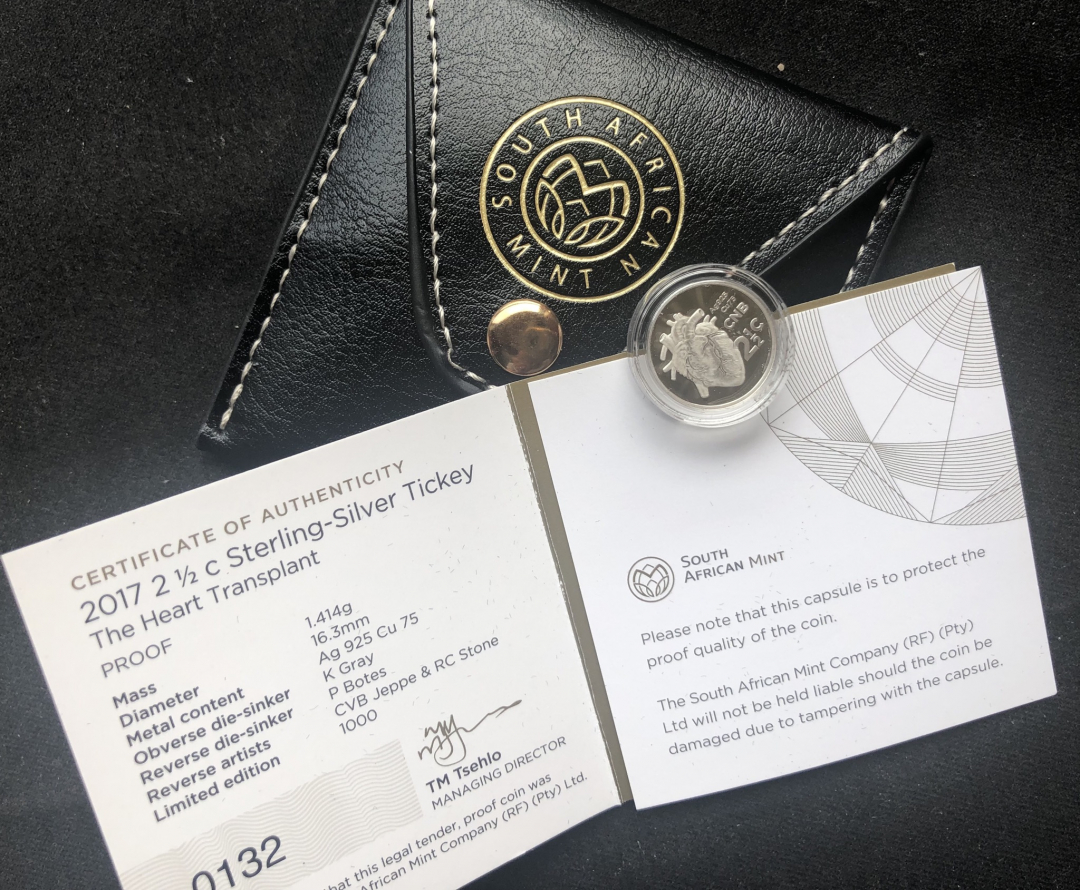 SOUTH AFRICAN
MINT
CNB
2½ C
CERTIFICATE OF AUTHENTICITY
2017 2 ½ c Sterling-Silver Tickey
The Heart Transplant
PROOF
Mass 1.414g
Diameter 16.3mm
Metal content Ag 925 Cu 75
Obverse die-sinker K Gray
Reverse die-sinker P Botes
Reverse artists CVB Jeppe & RC Stone
Limited edition 1000
TM Tsehlo
MANAGING DIRECTOR
0132
that this legal tender, proof coin was
African Mint Company (RF) (Pty) Ltd.
SOUTH
AFRICAN MINT
Please note that this capsule is to protect the
proof quality of the coin.
The South African Mint Company (RF) (Pty)
Ltd will not be held liable should the coin be
damaged due to tampering with the capsule.